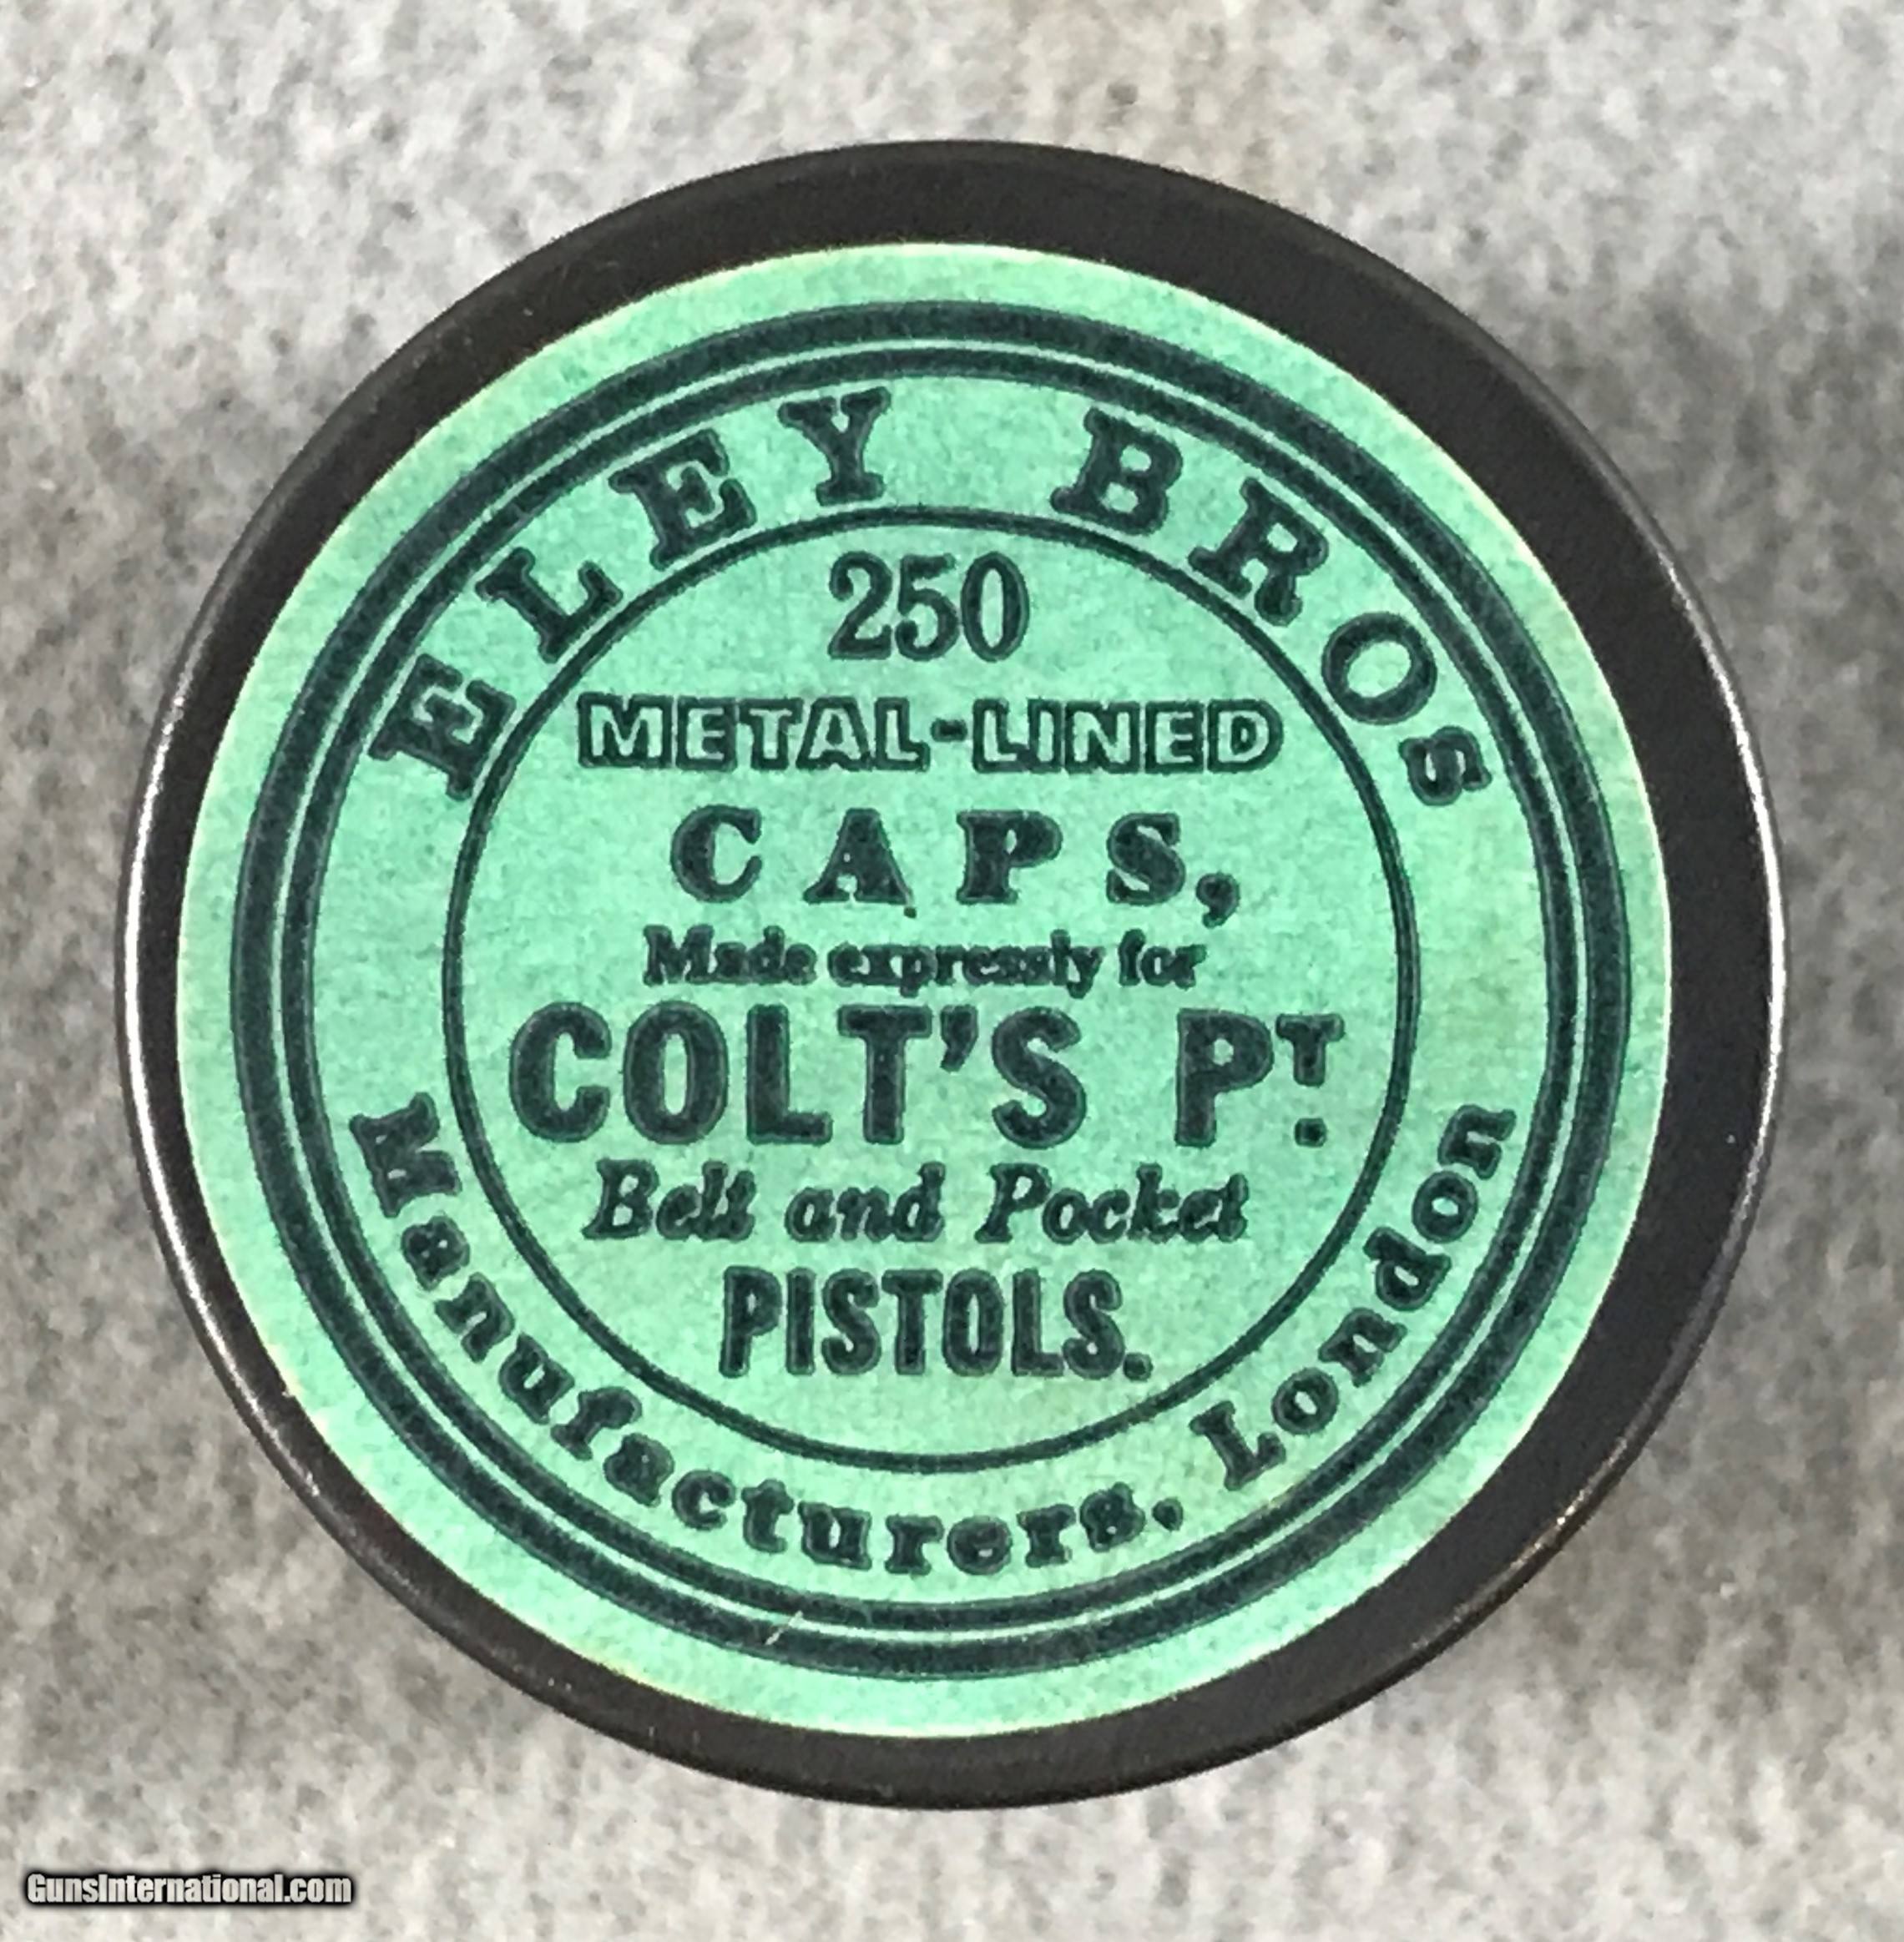 ELEY BROS
250
METAL-LINED
CAPS,
Made expressly for
COLT'S PT.
Belt and Pocket
PISTOLS.
Manufacturers. London
GunsInternational.com